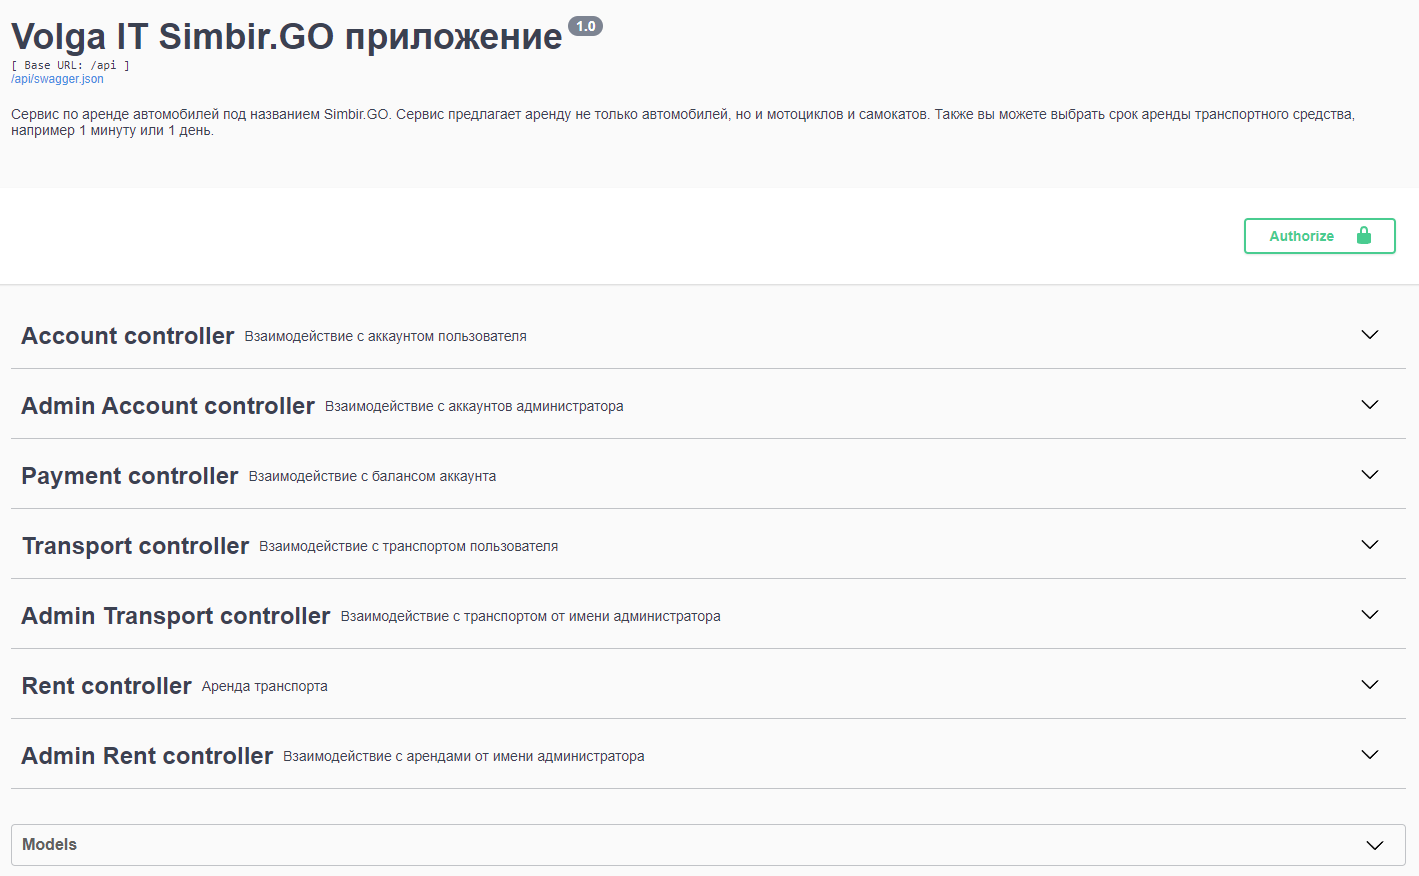 Volga IT Simbir.GO приложение 1.0
[ Base URL: /api ]
/api/swagger.json
Сервис по аренде автомобилей под названием Simbir.GO. Сервис предлагает аренду не только автомобилей, но и мотоциклов и самокатов. Также вы можете выбрать срок аренды транспортного средства,
например 1 минуту или 1 день.
Authorize
Account controller Взаимодействие с аккаунтом пользователя
Admin Account controller Взаимодействие с аккаунтов администратора
Payment controller Взаимодействие с балансом аккаунта
Transport controller Взаимодействие с транспортом пользователя
Admin Transport controller Взаимодействие с транспортом от имени администратора
Rent controller Аренда транспорта
Admin Rent controller Взаимодействие с арендами от имени администратора
Models